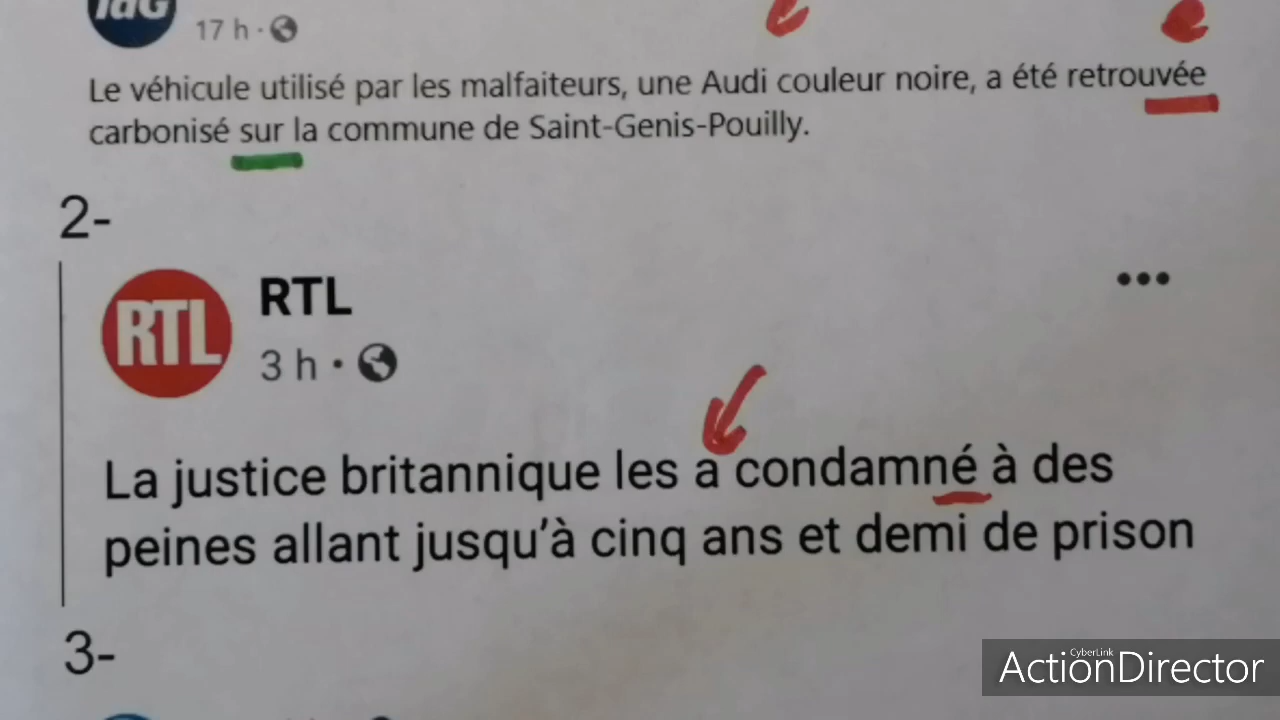 TdG
17 h ·
Le véhicule utilisé par les malfaiteurs, une Audi couleur noire, a été retrouvée
carbonisé sur la commune de Saint-Genis-Pouilly.
2-
RTL
RTL
3 h ·
La justice britannique les a condamné à des
peines allant jusqu'à cinq ans et demi de prison
3-
CyberLink
ActionDirector